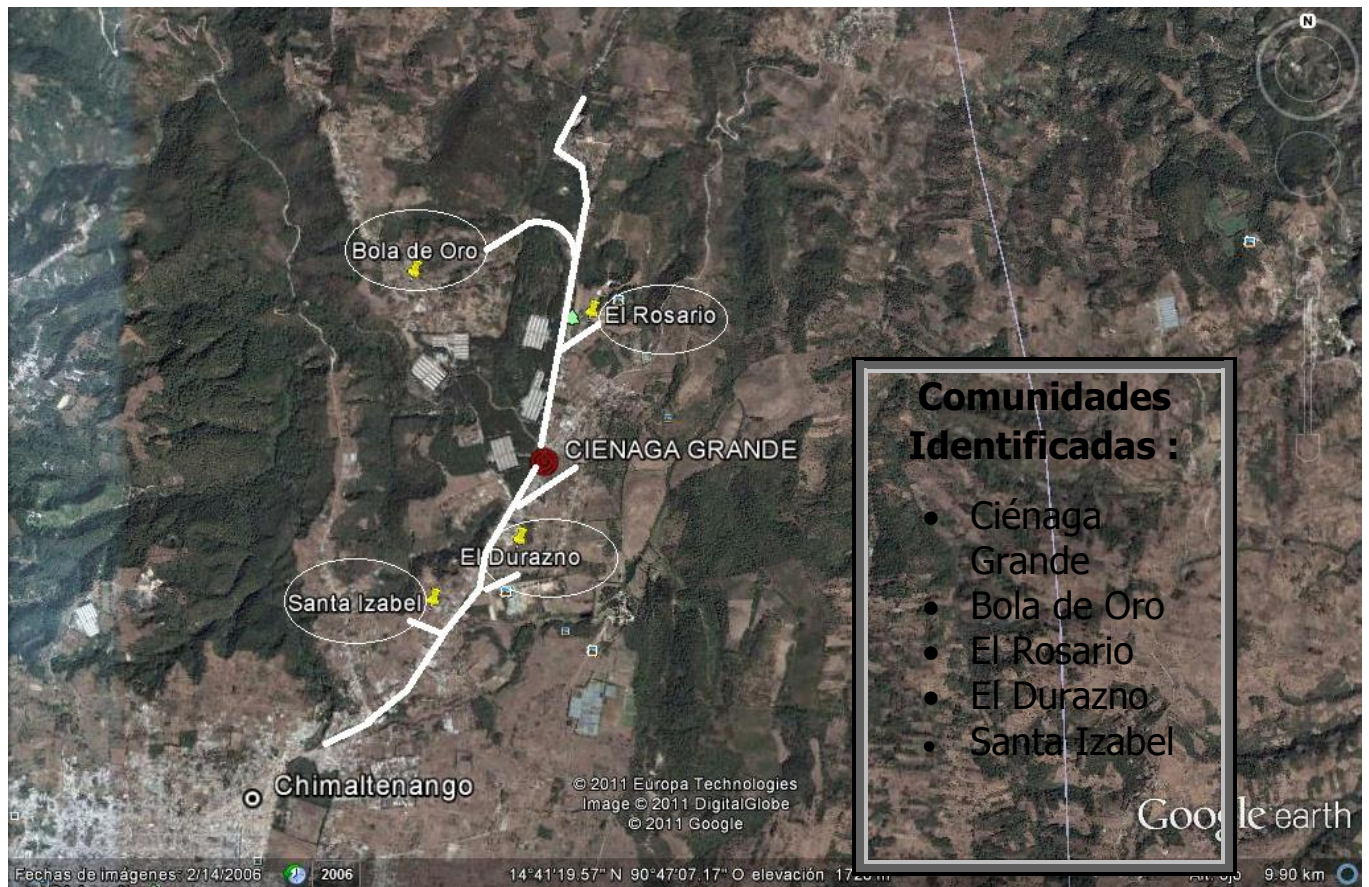 N
Bola de Oro
El Rosario
CIENAGA GRANDE
El Durazno
Santa Izabel
Chimaltenango
Comunidades
Identificadas :
• Ciénaga
Grande
• Bola de Oro
• El Rosario
• El Durazno
• Santa Izabel
© 2011 Europa Technologies
Image © 2011 DigitalGlobe
© 2011 Google
Google earth
Fechas de imágenes: 2/14/2006 2006 14°41'19.57" N 90°47'07.17" O elevación 9.90 km